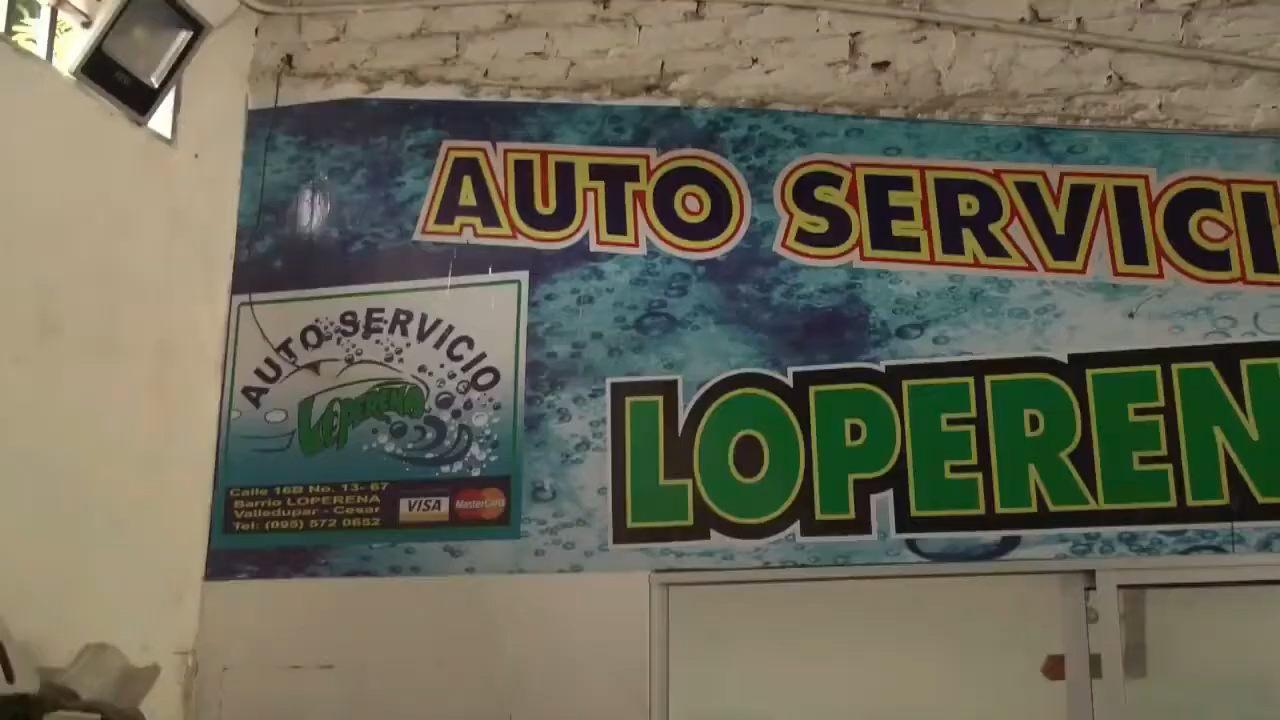 AUTO SERVICI
LOPEREN
AUTO SERVICIO
LOPERENA
Calle 16B No. 13-67
Barrio LOPERENA
Valledupar - Cesar
Tel: (095) 572 0652
VISA
MasterCard